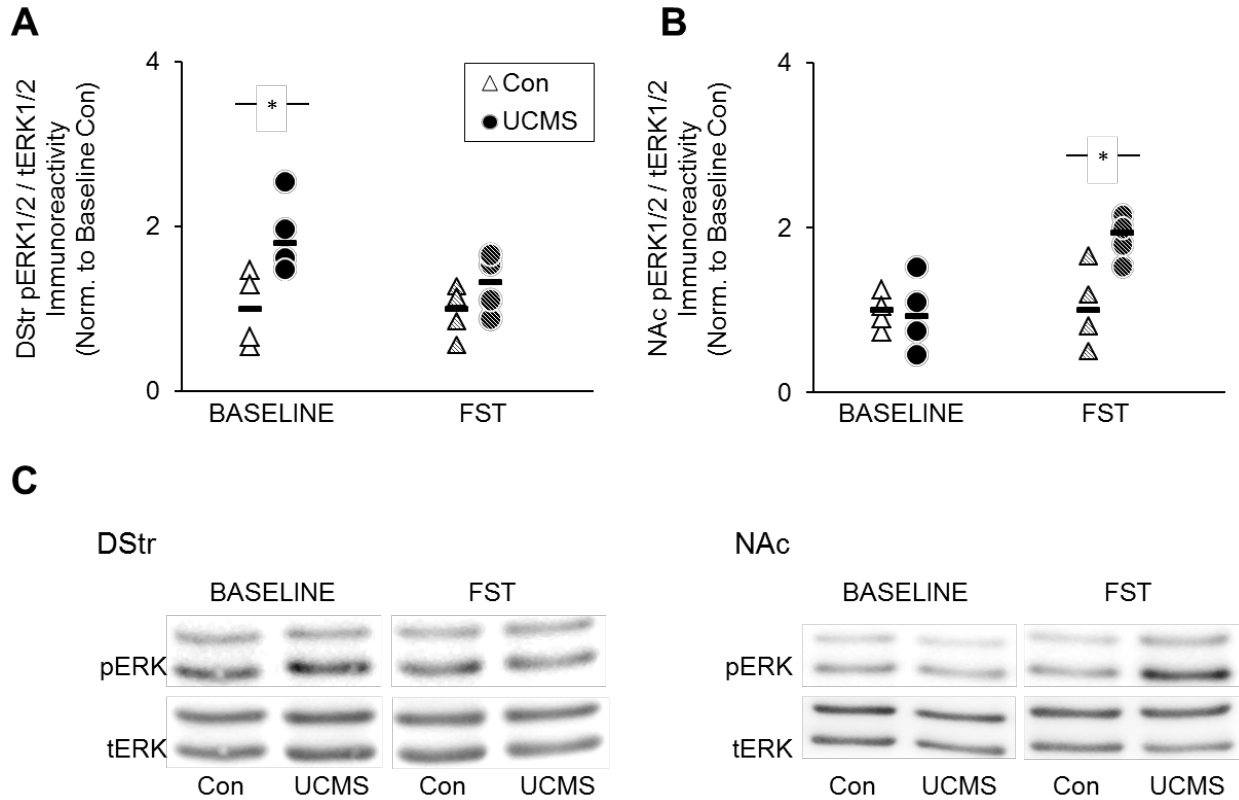 A
DStr pERK1/2 / tERK1/2
Immunoreactivity
(Norm. to Baseline Con)
4
2
0
*
Con
UCMS
BASELINE
FST
B
NAc pERK1/2 / tERK1/2
Immunoreactivity
(Norm. to Baseline Con)
4
2
0
*
BASELINE
FST
C
DStr
BASELINE
FST
pERK
tERK
Con
UCMS
Con
UCMS
NAc
BASELINE
FST
pERK
tERK
Con
UCMS
Con
UCMS